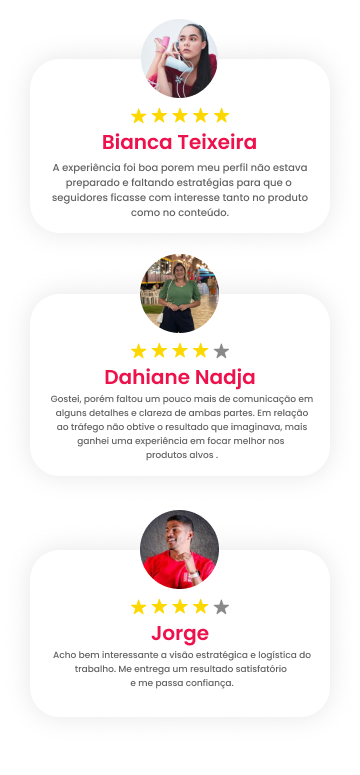 Bianca Teixeira
A experiência foi boa porem meu perfil não estava
preparado e faltando estratégias para que o
seguidores ficasse com interesse tanto no produto
como no conteúdo.
Dahiane Nadja
Gostei, porém faltou um pouco mais de comunicação em
alguns detalhes e clareza de ambas partes. Em relação
ao tráfego não obtive o resultado que imaginava, mais
ganhei uma experiência em focar melhor nos
produtos alvos .
Jorge
Acho bem interessante a visão estratégica e logística do
trabalho. Me entrega um resultado satisfatório
e me passa confiança.